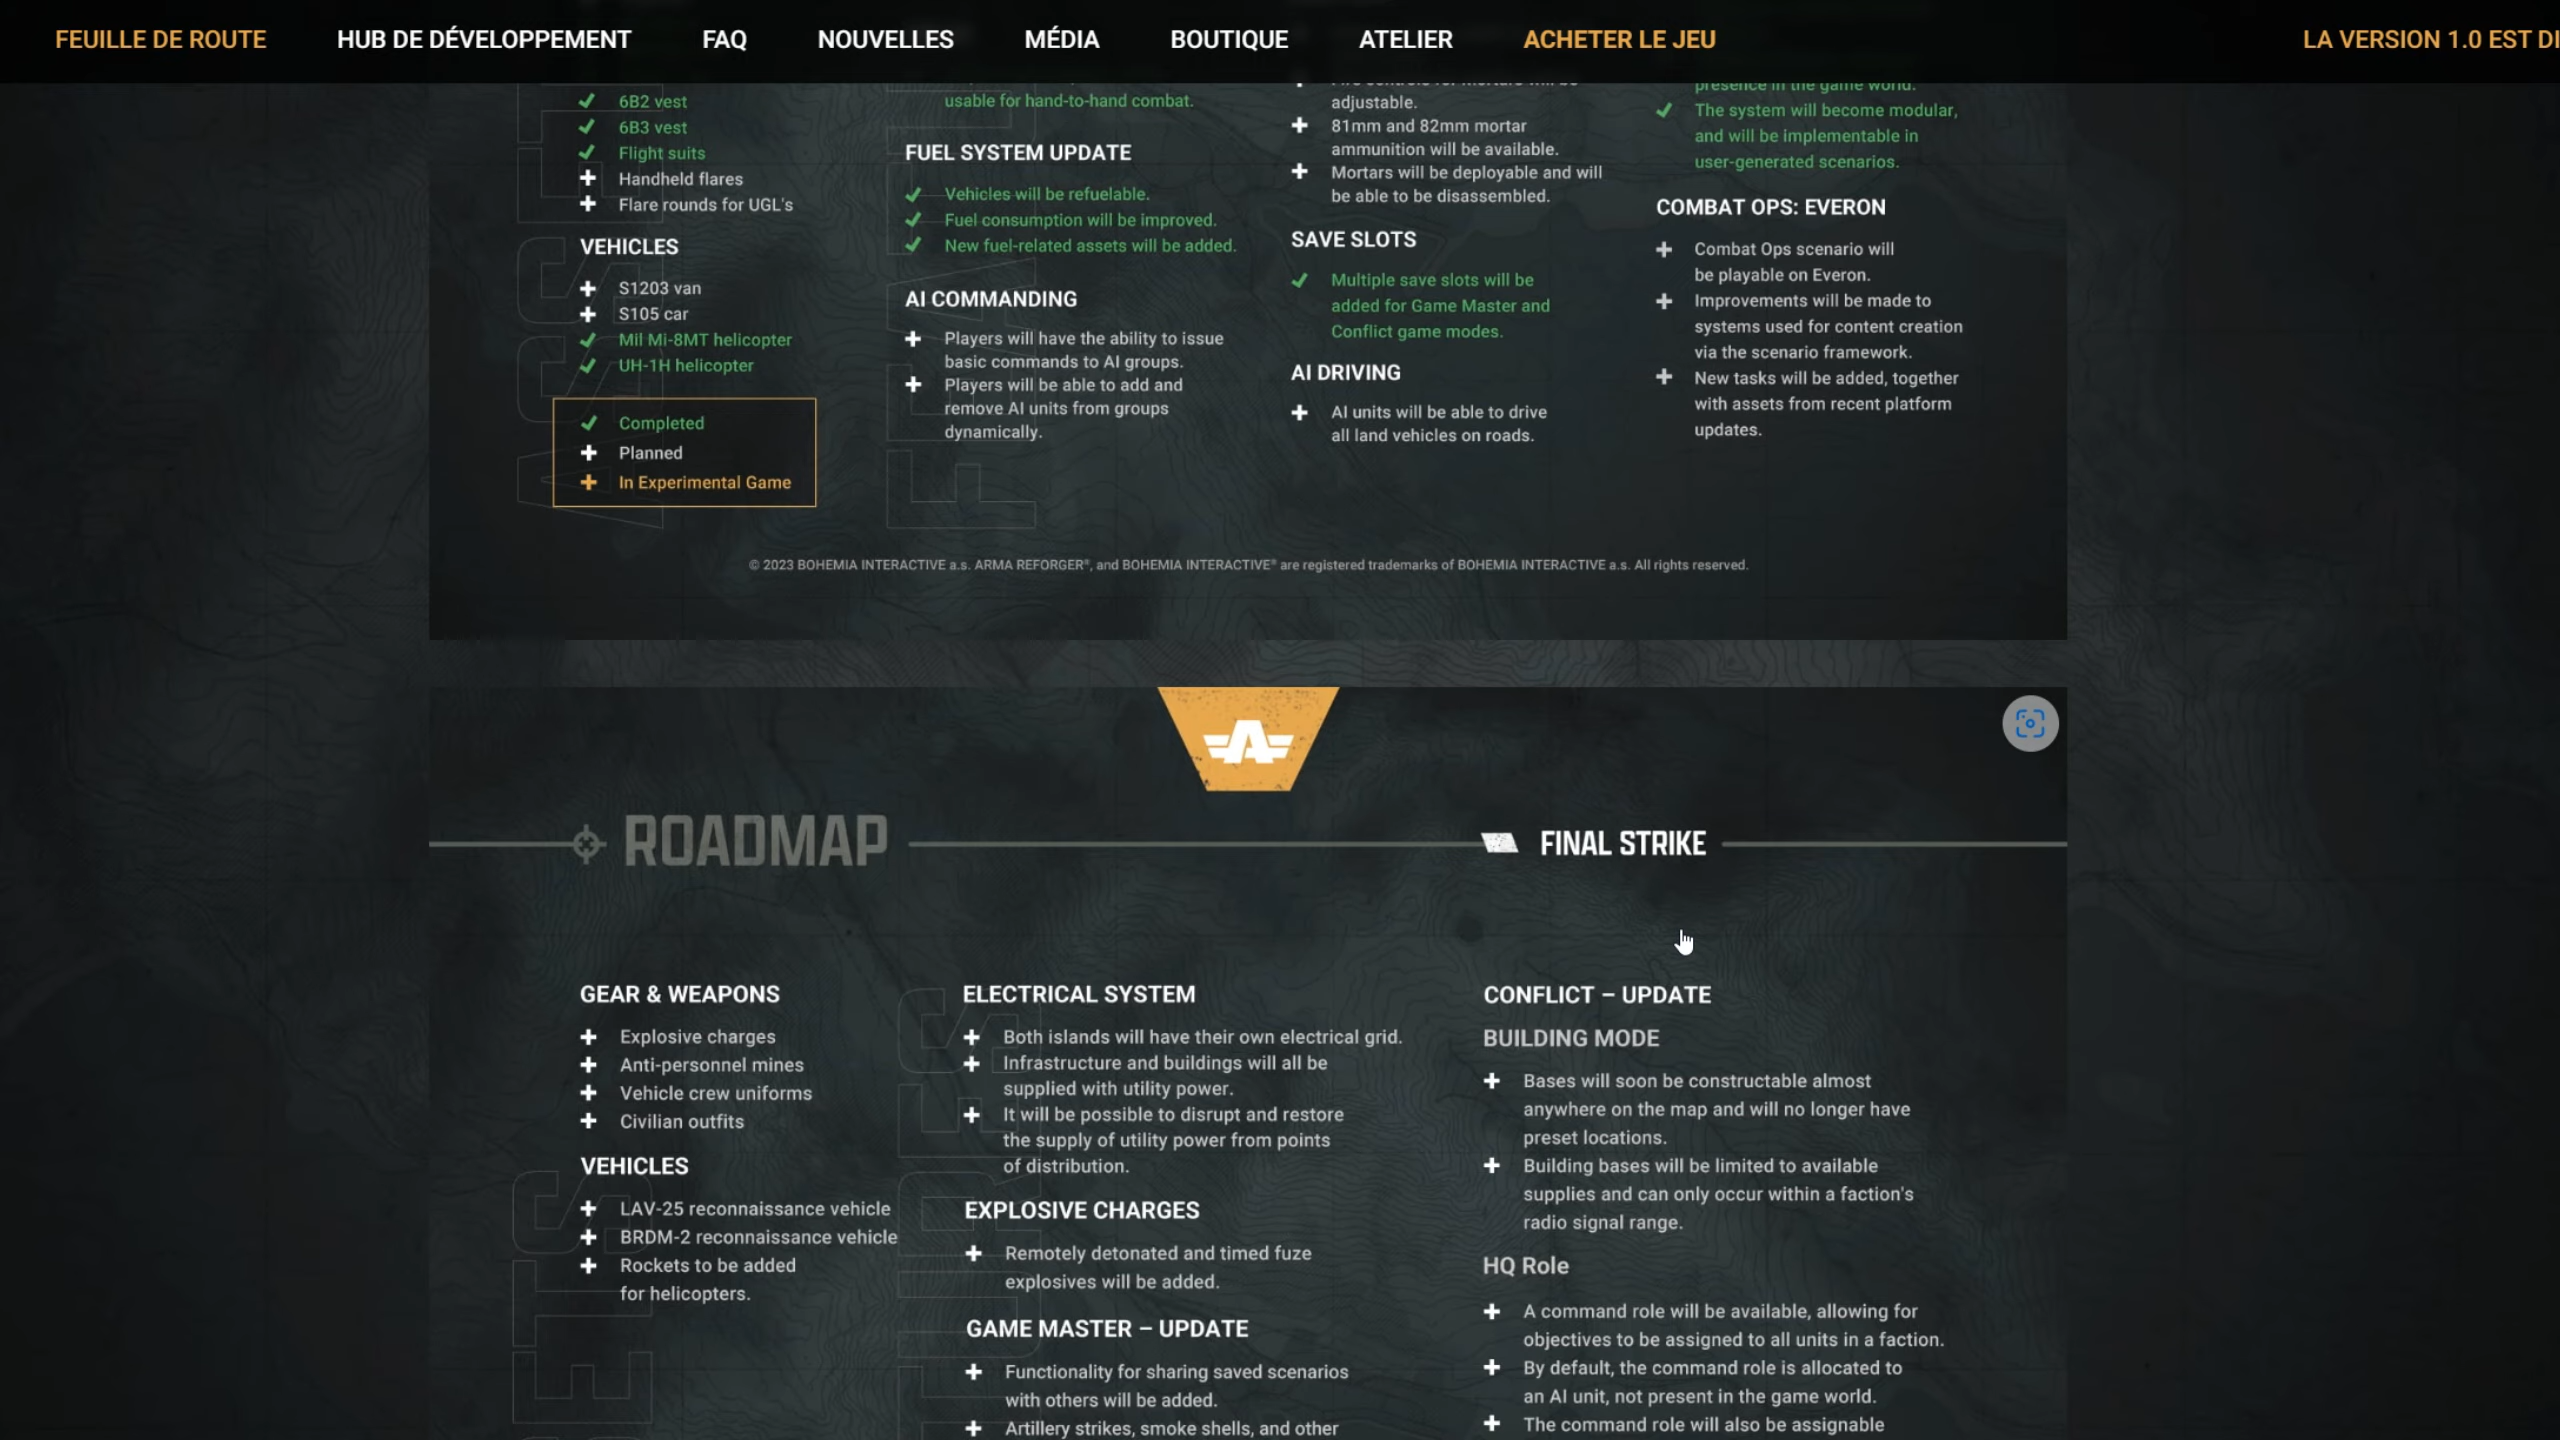 FEUILLE DE ROUTE HUB DE DÉVELOPPEMENT FAQ NOUVELLES MÉDIA BOUTIQUE ATELIER ACHETER LE JEU LA VERSION 1.0 EST DI
6B2 vest
6B3 vest
Flight suits
Handheld flares
Flare rounds for UGL's
VEHICLES
S1203 van
S105 car
Mil Mi-8MT helicopter
UH-1H helicopter
Completed
Planned
In Experimental Game
usable for hand-to-hand combat.
FUEL SYSTEM UPDATE
Vehicles will be refuelable.
Fuel consumption will be improved.
New fuel-related assets will be added.
AI COMMANDING
Players will have the ability to issue
basic commands to AI groups.
Players will be able to add and
remove AI units from groups
dynamically.
adjustable.
81mm and 82mm mortar
ammunition will be available.
Mortars will be deployable and will
be able to be disassembled.
SAVE SLOTS
Multiple save slots will be
added for Game Master and
Conflict game modes.
AI DRIVING
AI units will be able to drive
all land vehicles on roads.
presence in the game world.
The system will become modular,
and will be implementable in
user-generated scenarios.
COMBAT OPS: EVERON
Combat Ops scenario will
be playable on Everon.
Improvements will be made to
systems used for content creation
via the scenario framework.
New tasks will be added, together
with assets from recent platform
updates.
© 2023 BOHEMIA INTERACTIVE a.s. ARMA REFORGER®, and BOHEMIA INTERACTIVE® are registered trademarks of BOHEMIA INTERACTIVE a.s. All rights reserved.
ROADMAP
FINAL STRIKE
GEAR & WEAPONS
Explosive charges
Anti-personnel mines
Vehicle crew uniforms
Civilian outfits
VEHICLES
LAV-25 reconnaissance vehicle
BRDM-2 reconnaissance vehicle
Rockets to be added
for helicopters.
ELECTRICAL SYSTEM
Both islands will have their own electrical grid.
Infrastructure and buildings will all be
supplied with utility power.
It will be possible to disrupt and restore
the supply of utility power from points
of distribution.
EXPLOSIVE CHARGES
Remotely detonated and timed fuze
explosives will be added.
GAME MASTER – UPDATE
Functionality for sharing saved scenarios
with others will be added.
Artillery strikes, smoke shells, and other
CONFLICT – UPDATE
BUILDING MODE
Bases will soon be constructable almost
anywhere on the map and will no longer have
preset locations.
Building bases will be limited to available
supplies and can only occur within a faction's
radio signal range.
HQ Role
A command role will be available, allowing for
objectives to be assigned to all units in a faction.
By default, the command role is allocated to
an AI unit, not present in the game world.
The command role will also be assignable